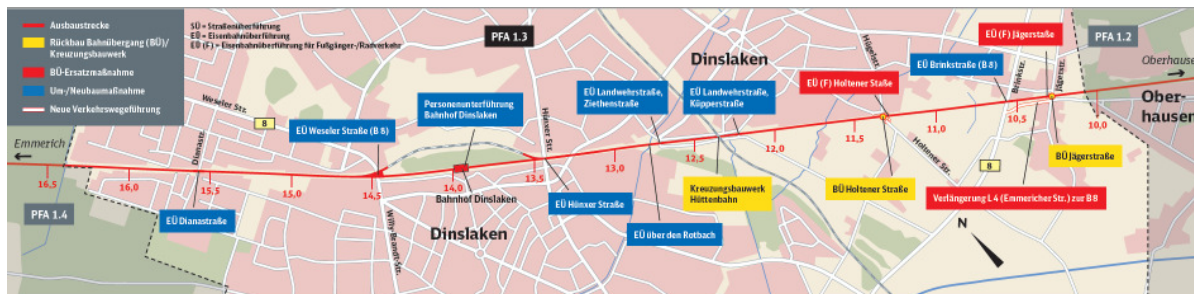 Ausbaustrecke
Rückbau Bahnübergang (BÜ)/
Kreuzungsbauwerk
BÜ-Ersatzmaßnahme
Um-/Neubaumaßnahme
Neue Verkehrswegeführung
SÜ = Straßenüberführung
EÜ = Eisenbahnüberführung
EÜ (F) = Eisenbahnüberführung für Fußgänger-/Radverkehr
PFA 1.3
PFA 1.2
PFA 1.4
Dinslaken
Dinslaken
Ober-
hausen
Oberhausen
Emmerich
Weseler Str.
8
Dianastr.
EÜ Weseler Straße (B 8)
Personenunterführung
Bahnhof Dinslaken
Hünxer Str.
EÜ Landwehrstraße,
Ziethenstraße
EÜ Landwehrstraße,
Küpperstraße
EÜ (F) Holtener Staße
Hügelstr.
EÜ Brinkstraße (B 8)
EÜ (F) Jägerstaße
Brinkstr.
Jägerstr.
16,5
16,0
15,5
15,0
14,5
14,0
13,5
13,0
12,5
12,0
11,5
11,0
10,5
10,0
EÜ Dianastraße
Willy-Brandt-Str.
Bahnhof Dinslaken
EÜ Hünxer Straße
EÜ über den Rotbach
Kreuzungsbauwerk
Hüttenbahn
BÜ Holtener Straße
Holtener Str.
8
BÜ Jägerstraße
Verlängerung L 4 (Emmericher Str.) zur B 8
N